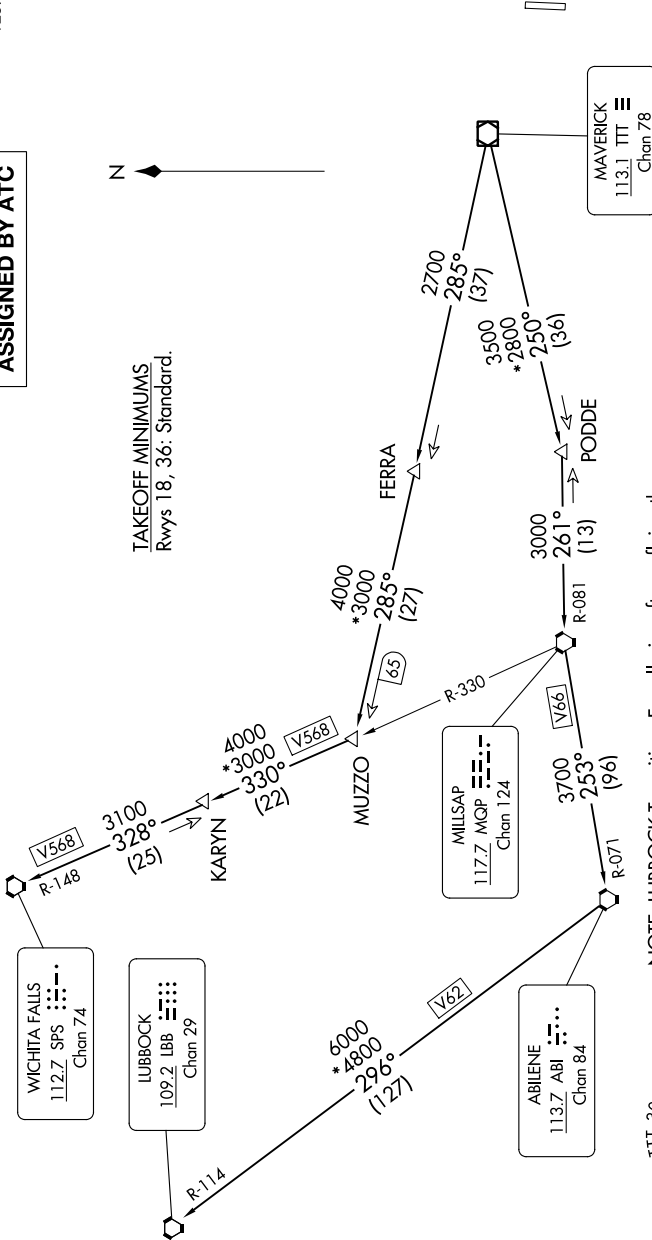 ASSIGNED BY ATC
N
TAKEOFF MINIMUMS
Rwys 18, 36: Standard.
WICHITA FALLS
112.7 SPS
Chan 74
R-148
V568
3100
328°
(25)
KARYN
4000
*3000
330°
(22)
V568
MUZZO
65
4000
*3000
285°
(27)
FERRA
2700
285°
(37)
MAVERICK
113.1 TTT
Chan 78
3500
*2800
250°
(36)
PODDE
3000
261°
(13)
R-081
R-330
MILLSAP
117.7 MQP
Chan 124
V66
3700
253°
(96)
R-071
ABILENE
113.7 ABI
Chan 84
V62
6000
*4800
296°
(127)
R-114
LUBBOCK
109.2 LBB
Chan 29